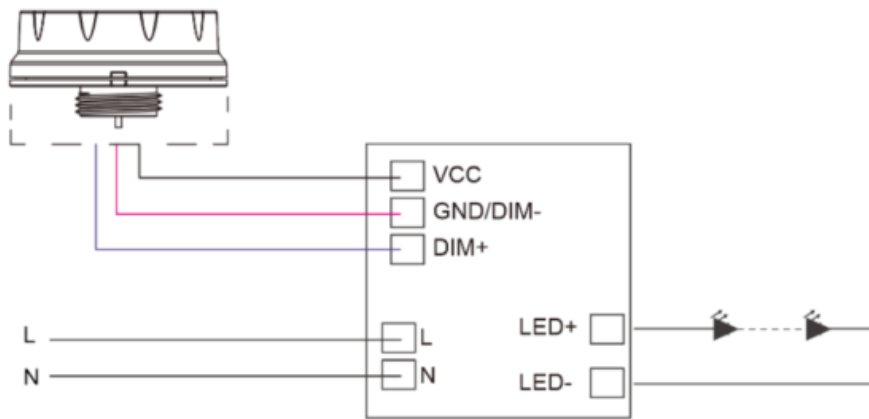 VCC
GND/DIM-
DIM+
L
L
LED+
N
N
LED-